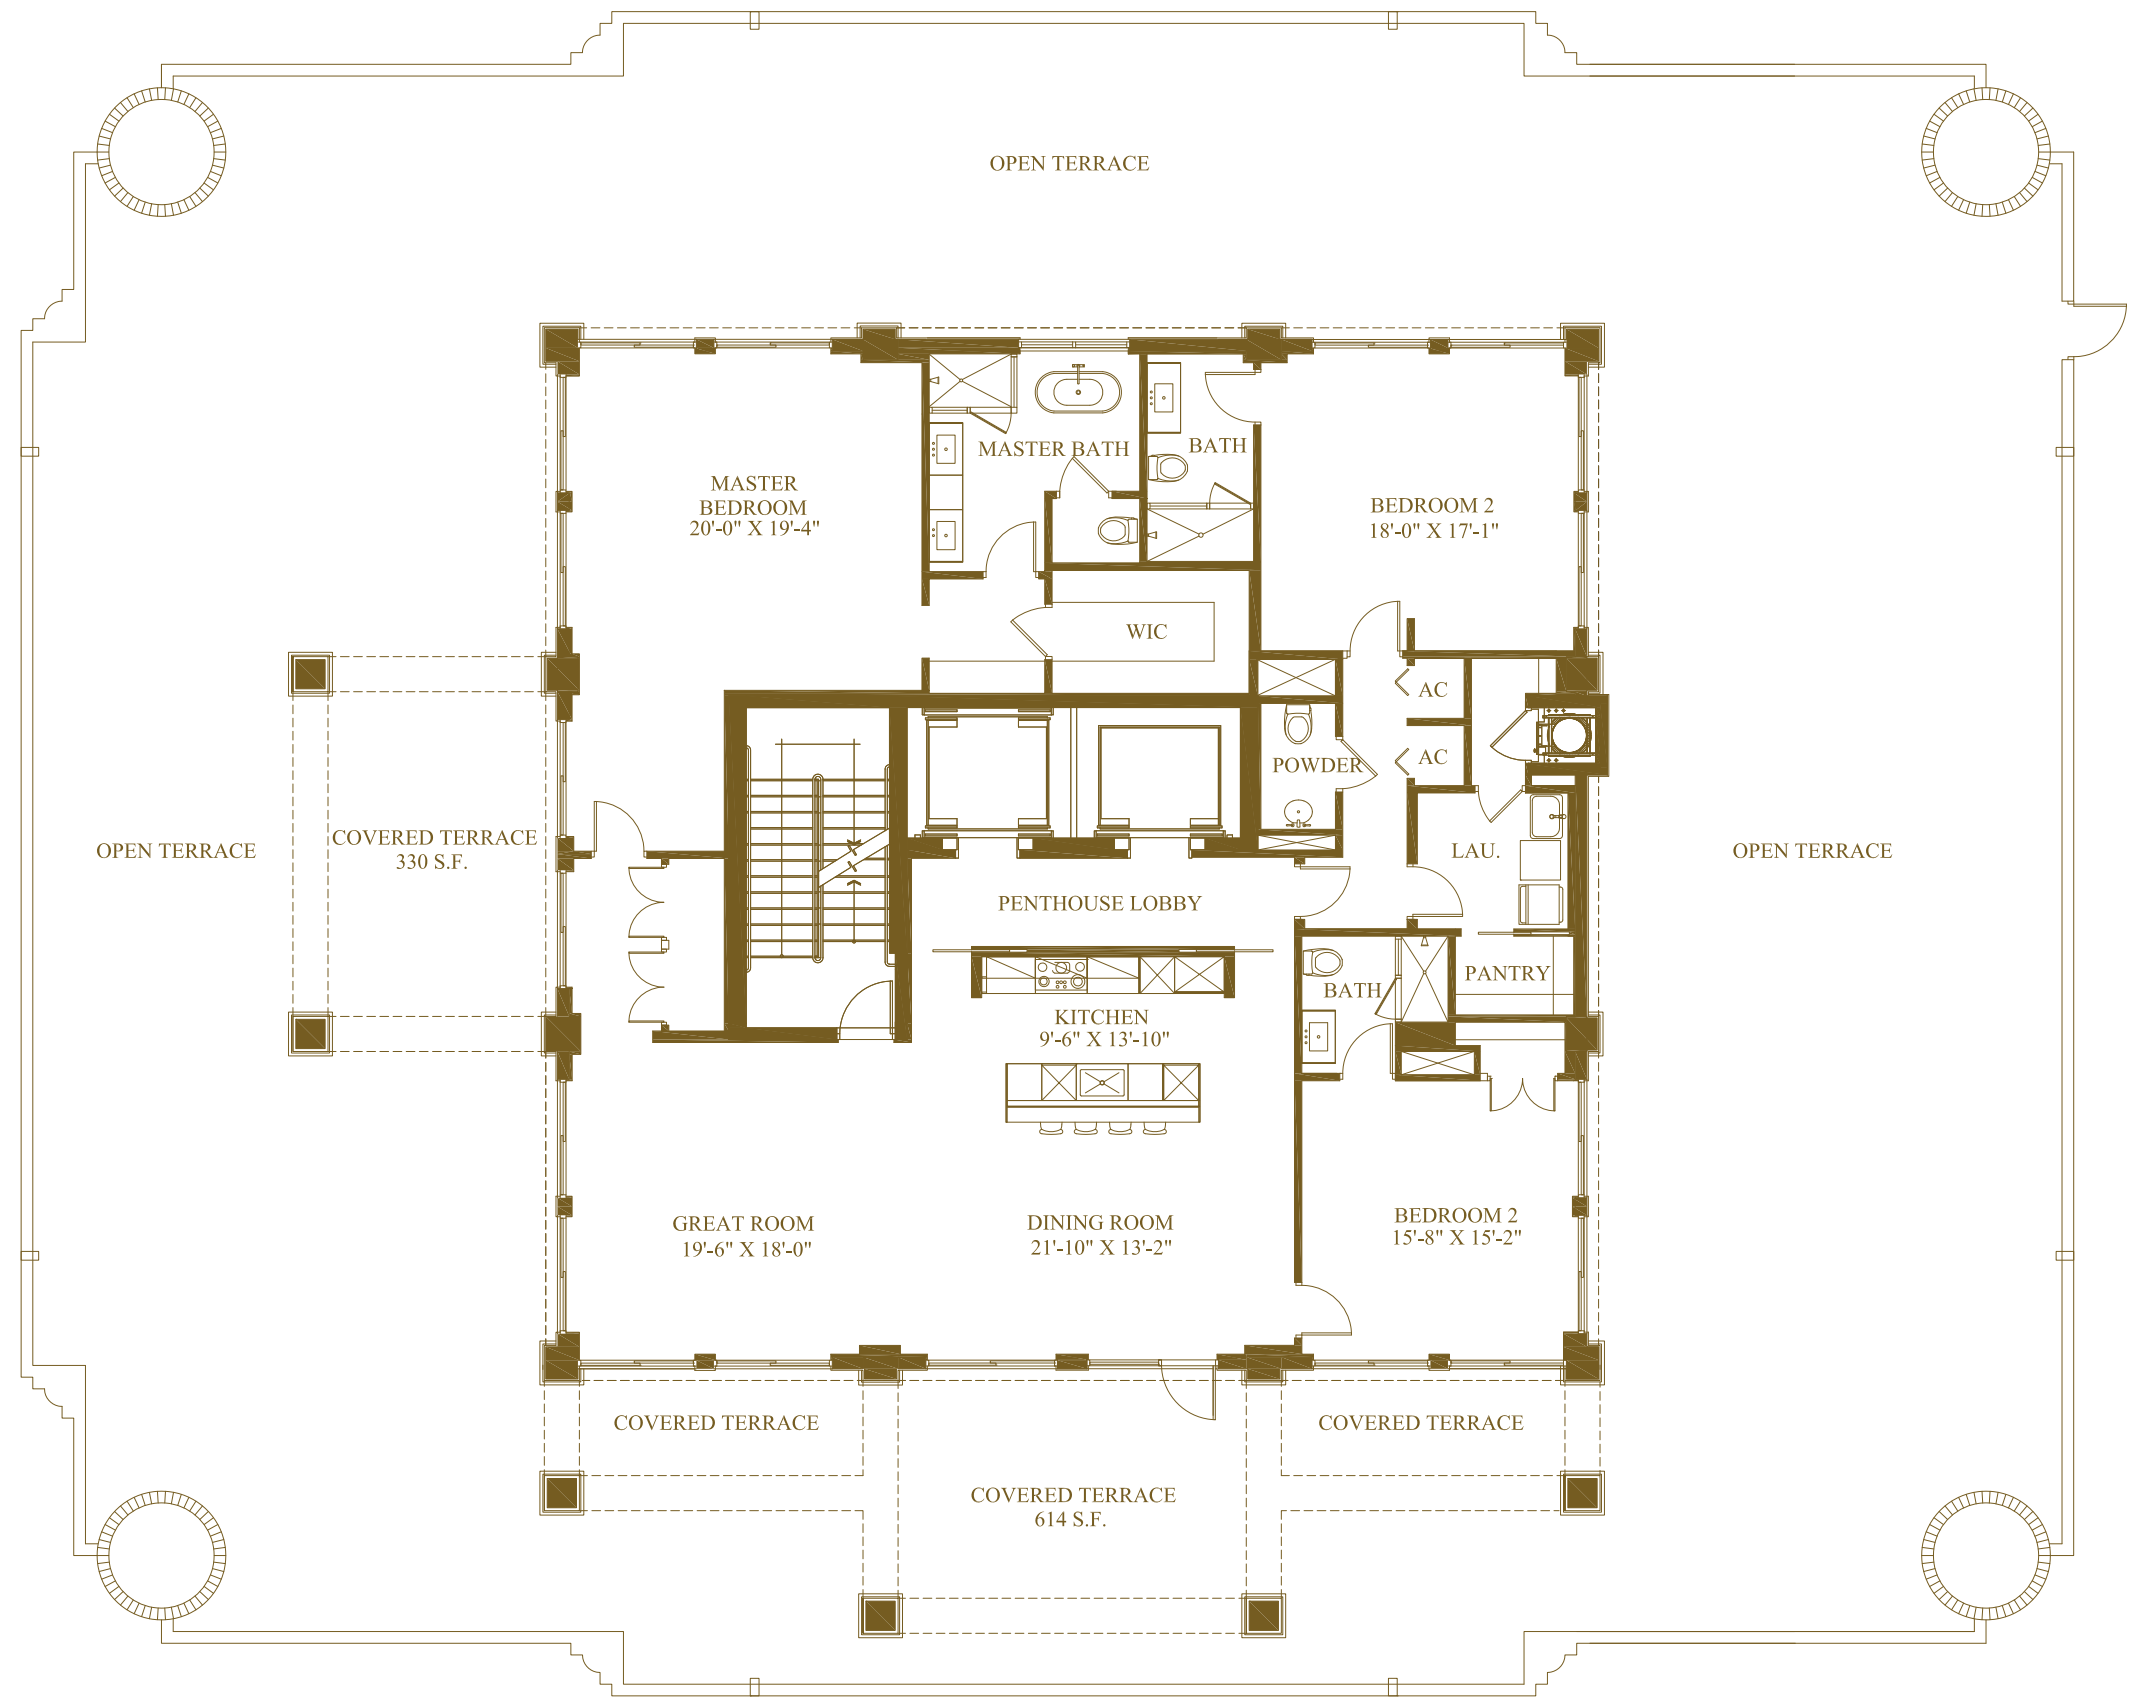 OPEN TERRACE
MASTER BATH
BATH
MASTER
BEDROOM
20'-0" X 19'-4"
BEDROOM 2
18'-0" X 17'-1"
WIC
AC
AC
POWDER
OPEN TERRACE
COVERED TERRACE
330 S.F.
LAU.
OPEN TERRACE
PENTHOUSE LOBBY
PANTRY
BATH
KITCHEN
9'-6" X 13'-10"
GREAT ROOM
19'-6" X 18'-0"
DINING ROOM
21'-10" X 13'-2"
BEDROOM 2
15'-8" X 15'-2"
COVERED TERRACE
COVERED TERRACE
COVERED TERRACE
614 S.F.